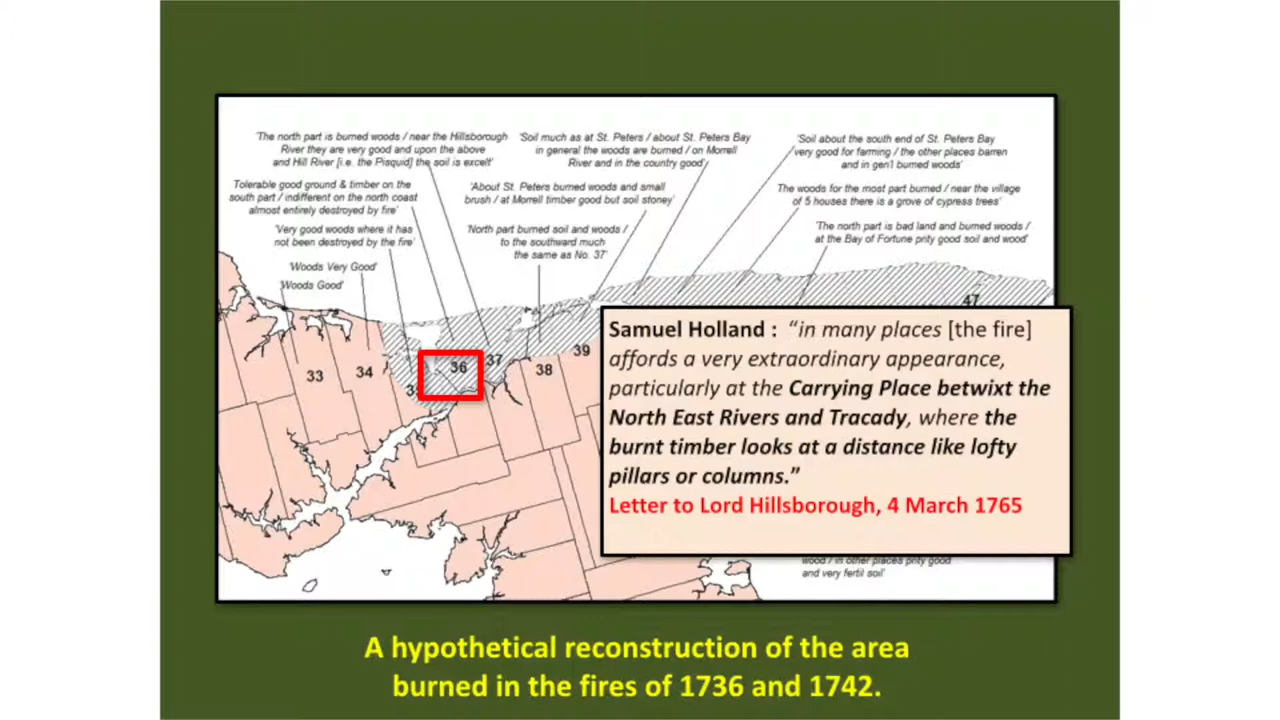 'The north part is burned woods / near the Hillsborough
River they are very good and upon the above
and Hill River [i.e. the Pisquid] the soil is excelt'
'Soil much as at St. Peters / about St. Peters Bay
in general the woods are burned / on Morrell
River and in the country good'
'Soil about the south end of St. Peters Bay
very good for farming / the other places barren
and in gen'l burned woods'
Tolerable good ground & timber on the
south part / indifferent on the north coast
almost entirely destroyed by fire'
'About St. Peters burned woods and small
brush / at Morrell timber good but soil stoney'
The woods for the most part burned / near the village
of 5 houses there is a grove of cypress trees'
'Very good woods where it has
not been destroyed by the fire'
'North part burned soil and woods /
to the southward much
the same as No. 37'
'The north part is bad land and burned woods /
at the Bay of Fortune prity good soil and wood'
'Woods Very Good'
'Woods Good'
47
33
34
3
36
37
38
39
Samuel Holland : “in many places [the fire]
affords a very extraordinary appearance,
particularly at the Carrying Place betwixt the
North East Rivers and Tracady, where the
burnt timber looks at a distance like lofty
pillars or columns.”
Letter to Lord Hillsborough, 4 March 1765
wood / in other places prity good
and very fertil soil'
A hypothetical reconstruction of the area
burned in the fires of 1736 and 1742.